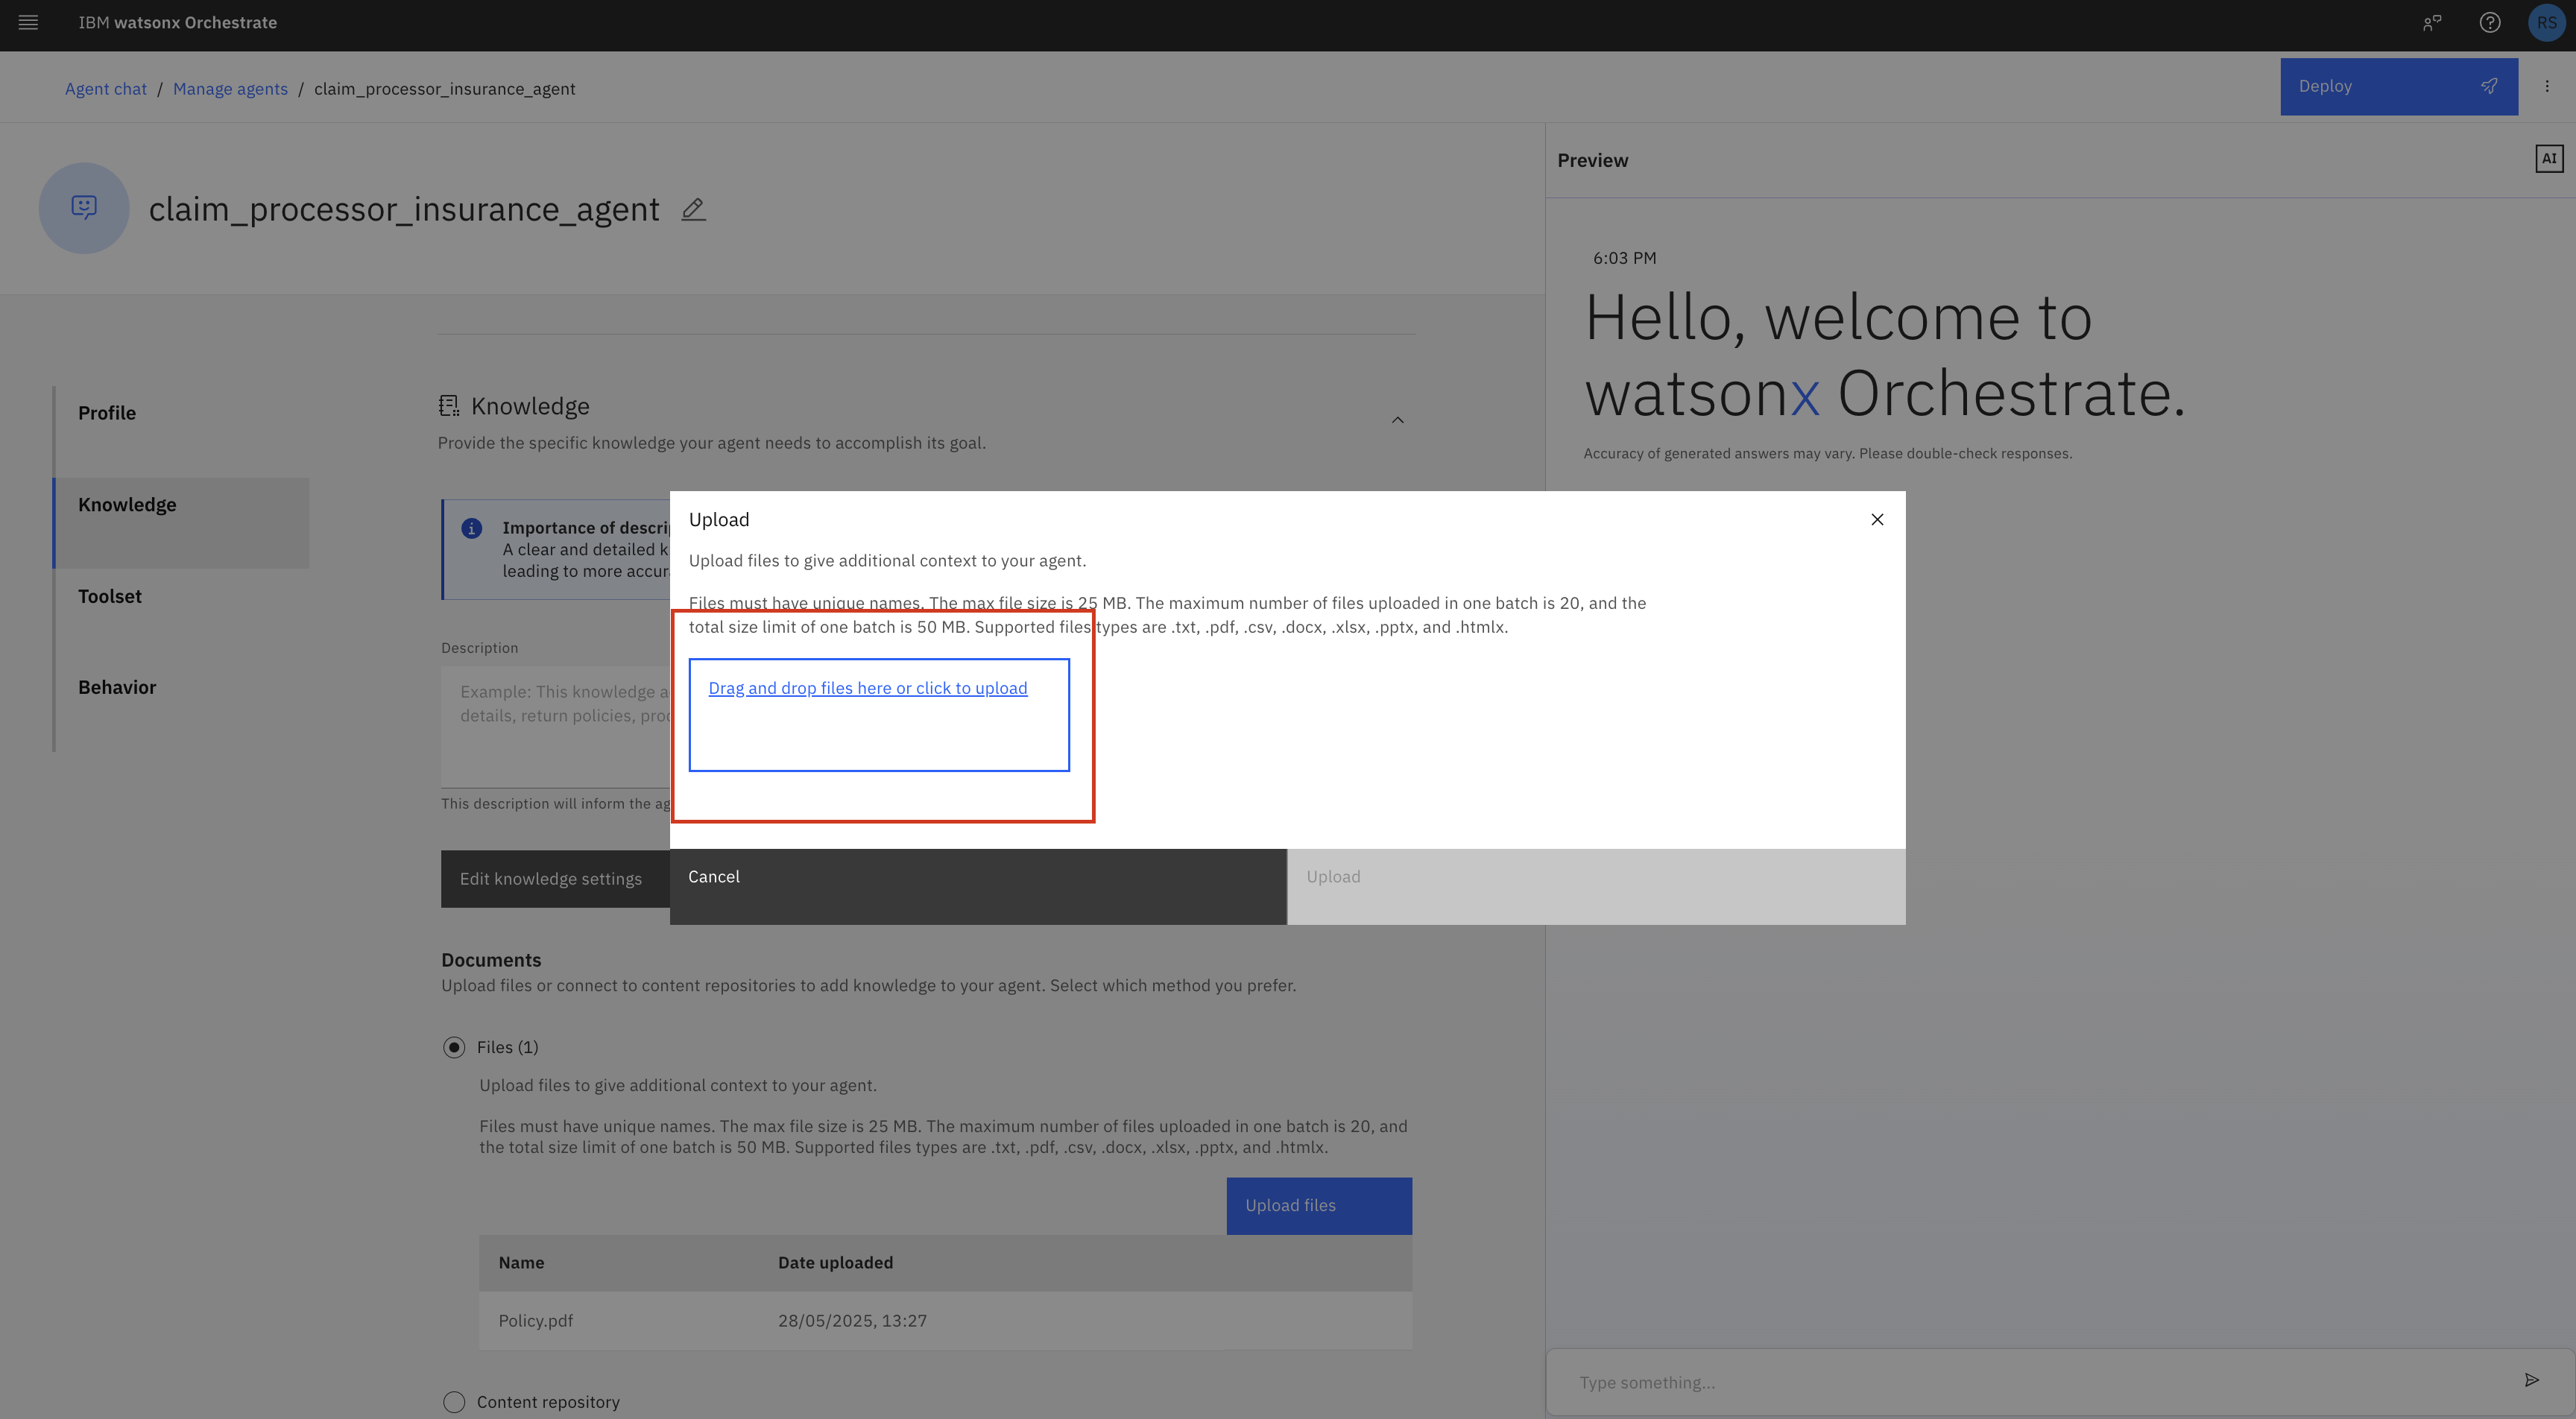 IBM watsonx Orchestrate
RS
Agent chat / Manage agents / claim_processor_insurance_agent
Deploy
claim_processor_insurance_agent
Profile
Knowledge
Toolset
Behavior
Knowledge
Provide the specific knowledge your agent needs to accomplish its goal.
Importance of descri
A clear and detailed k
leading to more accur
Description
Example: This knowledge a
details, return policies, pro
This description will inform the ag
Edit knowledge settings
Upload
Upload files to give additional context to your agent.
Files must have unique names. The max file size is 25 MB. The maximum number of files uploaded in one batch is 20, and the
total size limit of one batch is 50 MB. Supported files types are .txt, .pdf, .csv, .docx, .xlsx, .pptx, and .htmlx.
Drag and drop files here or click to upload
Cancel
Upload
Documents
Upload files or connect to content repositories to add knowledge to your agent. Select which method you prefer.
Files (1)
Upload files to give additional context to your agent.
Files must have unique names. The max file size is 25 MB. The maximum number of files uploaded in one batch is 20, and
the total size limit of one batch is 50 MB. Supported files types are .txt, .pdf, .csv, .docx, .xlsx, .pptx, and .htmlx.
Upload files
Name Date uploaded
Policy.pdf 28/05/2025, 13:27
Content repository
Preview
AI
6:03 PM
Hello, welcome to
watsonx Orchestrate.
Accuracy of generated answers may vary. Please double-check responses.
Type something...